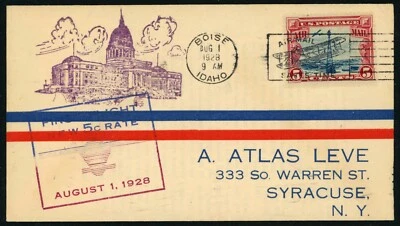 BOISE
AUG 1
1928
9 AM
IDAHO
U.S. POSTAGE
AIR MAIL
5 5
AIR MAIL
FIRST FLIGHT
NEW 5¢ RATE
AUGUST 1, 1928
A. ATLAS LEVE
333 SO. WARREN ST.
SYRACUSE,
N. Y.